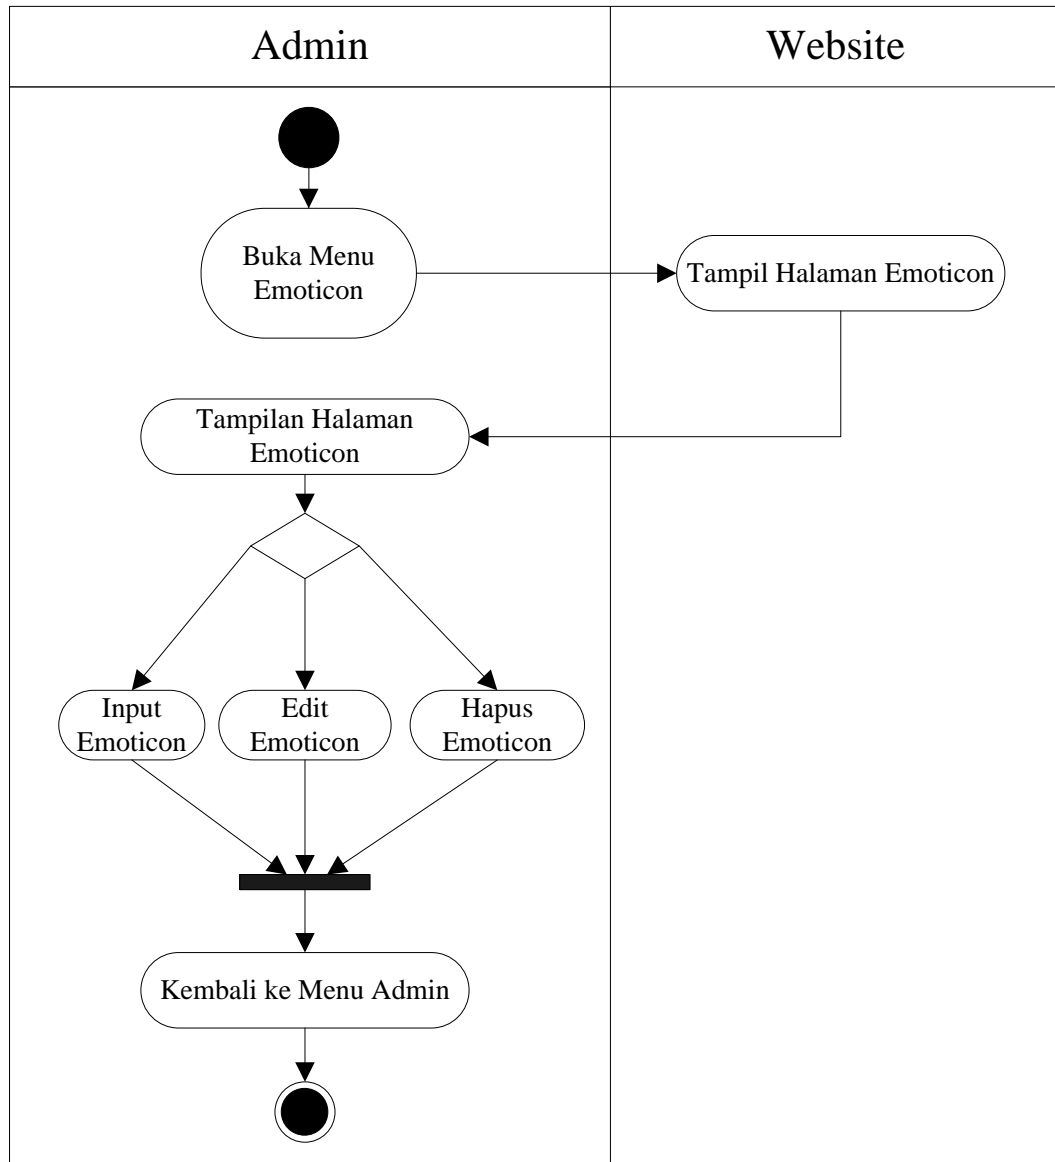 Admin
Website
Buka Menu
Emoticon
Tampil Halaman Emoticon
Tampilan Halaman
Emoticon
Input
Emoticon
Edit
Emoticon
Hapus
Emoticon
Kembali ke Menu Admin